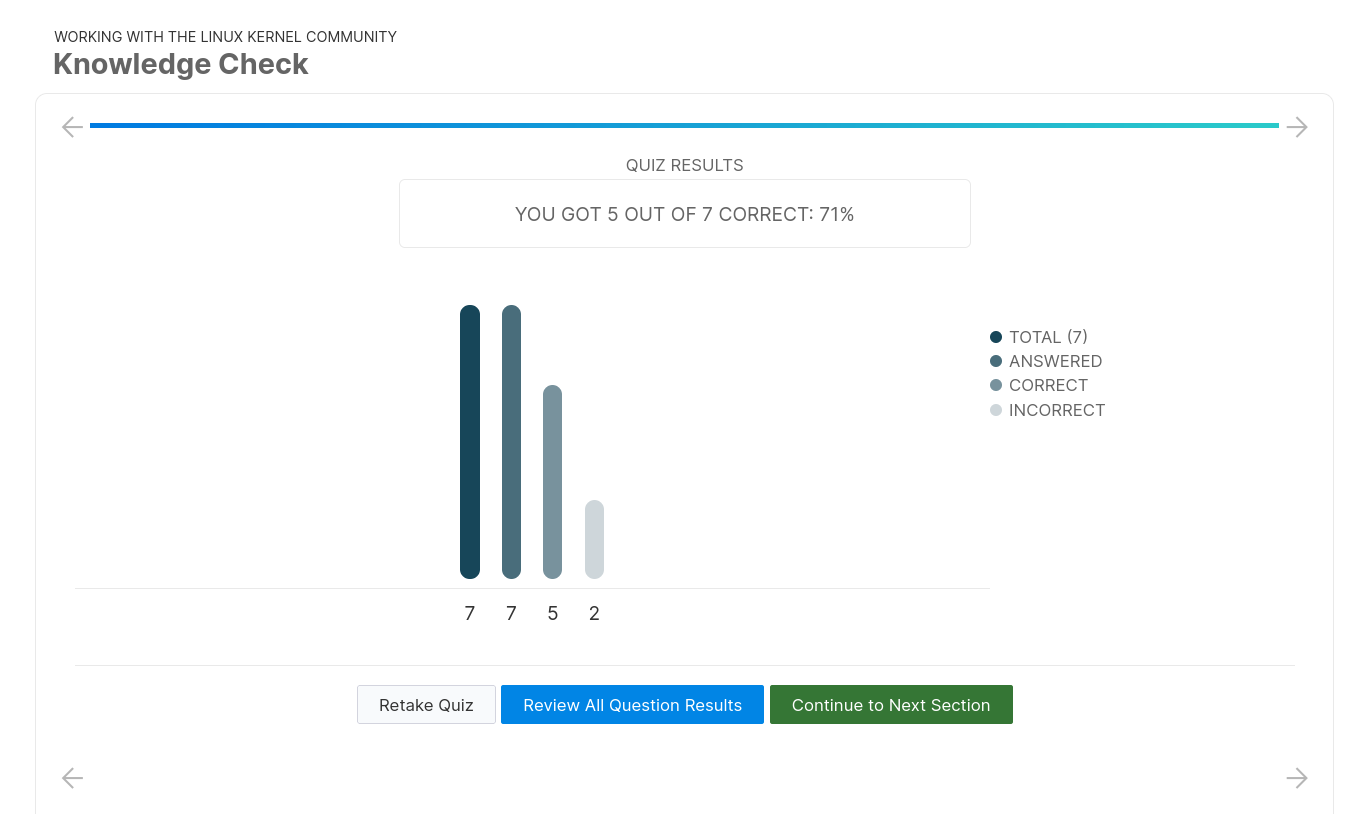 WORKING WITH THE LINUX KERNEL COMMUNITY
Knowledge Check
QUIZ RESULTS
YOU GOT 5 OUT OF 7 CORRECT: 71%
TOTAL (7)
ANSWERED
CORRECT
INCORRECT
7 7 5 2
Retake Quiz Review All Question Results Continue to Next Section